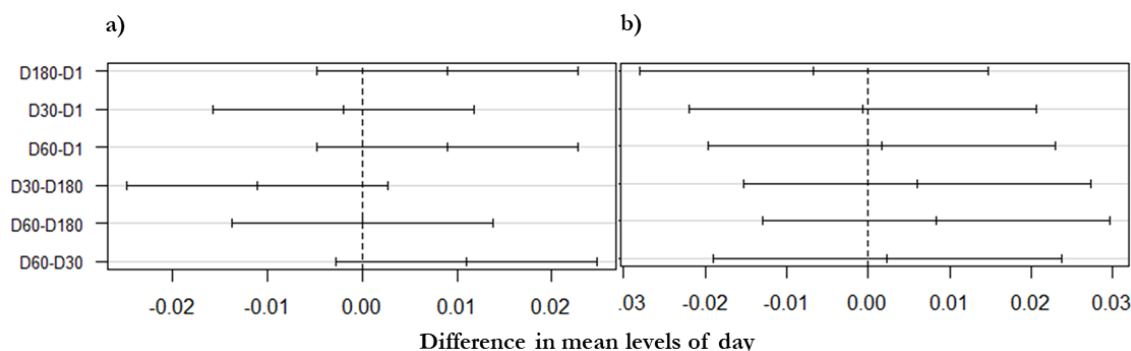 a)
b)
D180-D1
D30-D1
D60-D1
D30-D180
D60-D180
D60-D30
-0.02 -0.01 0.00 0.01 0.02
.03 -0.02 -0.01 0.00 0.01 0.02 0.03
Difference in mean levels of day